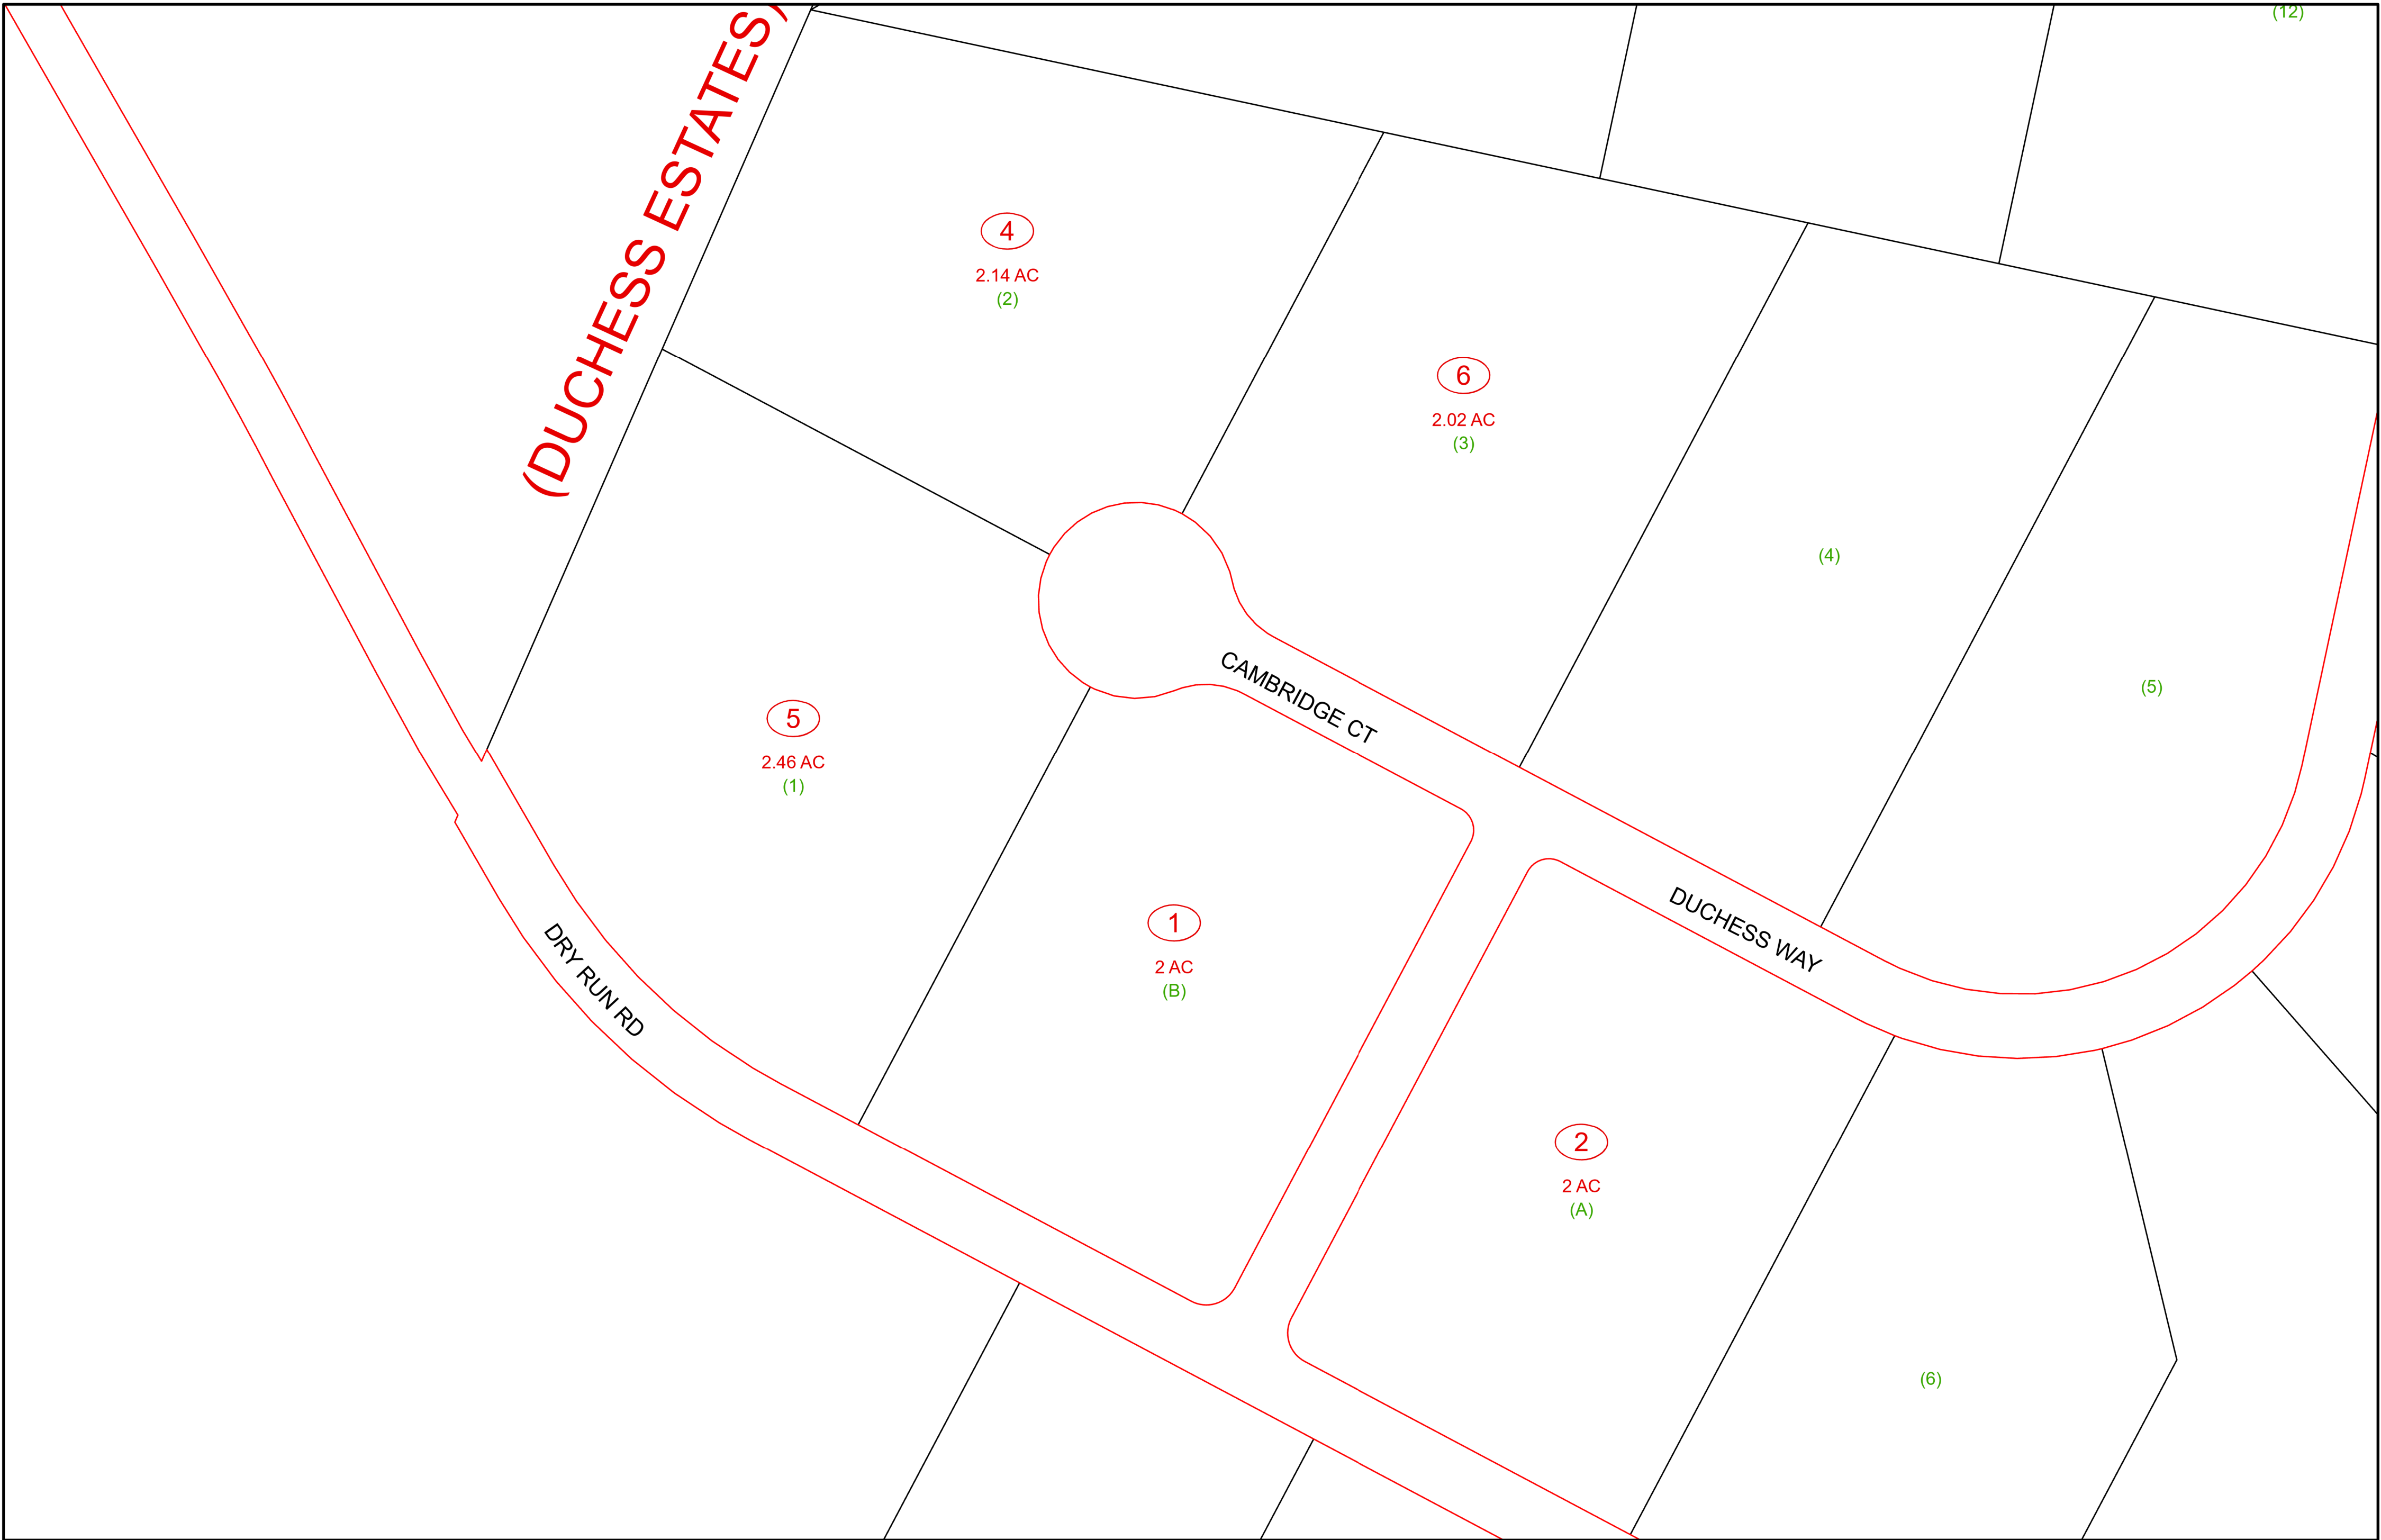 (12)
(DUCHESS ESTATES)
4
2.14 AC
(2)
6
2.02 AC
(3)
(4)
(5)
CAMBRIDGE CT
5
2.46 AC
(1)
1
2 AC
(B)
DUCHESS WAY
DRY RUN RD
2
2 AC
(A)
(6)